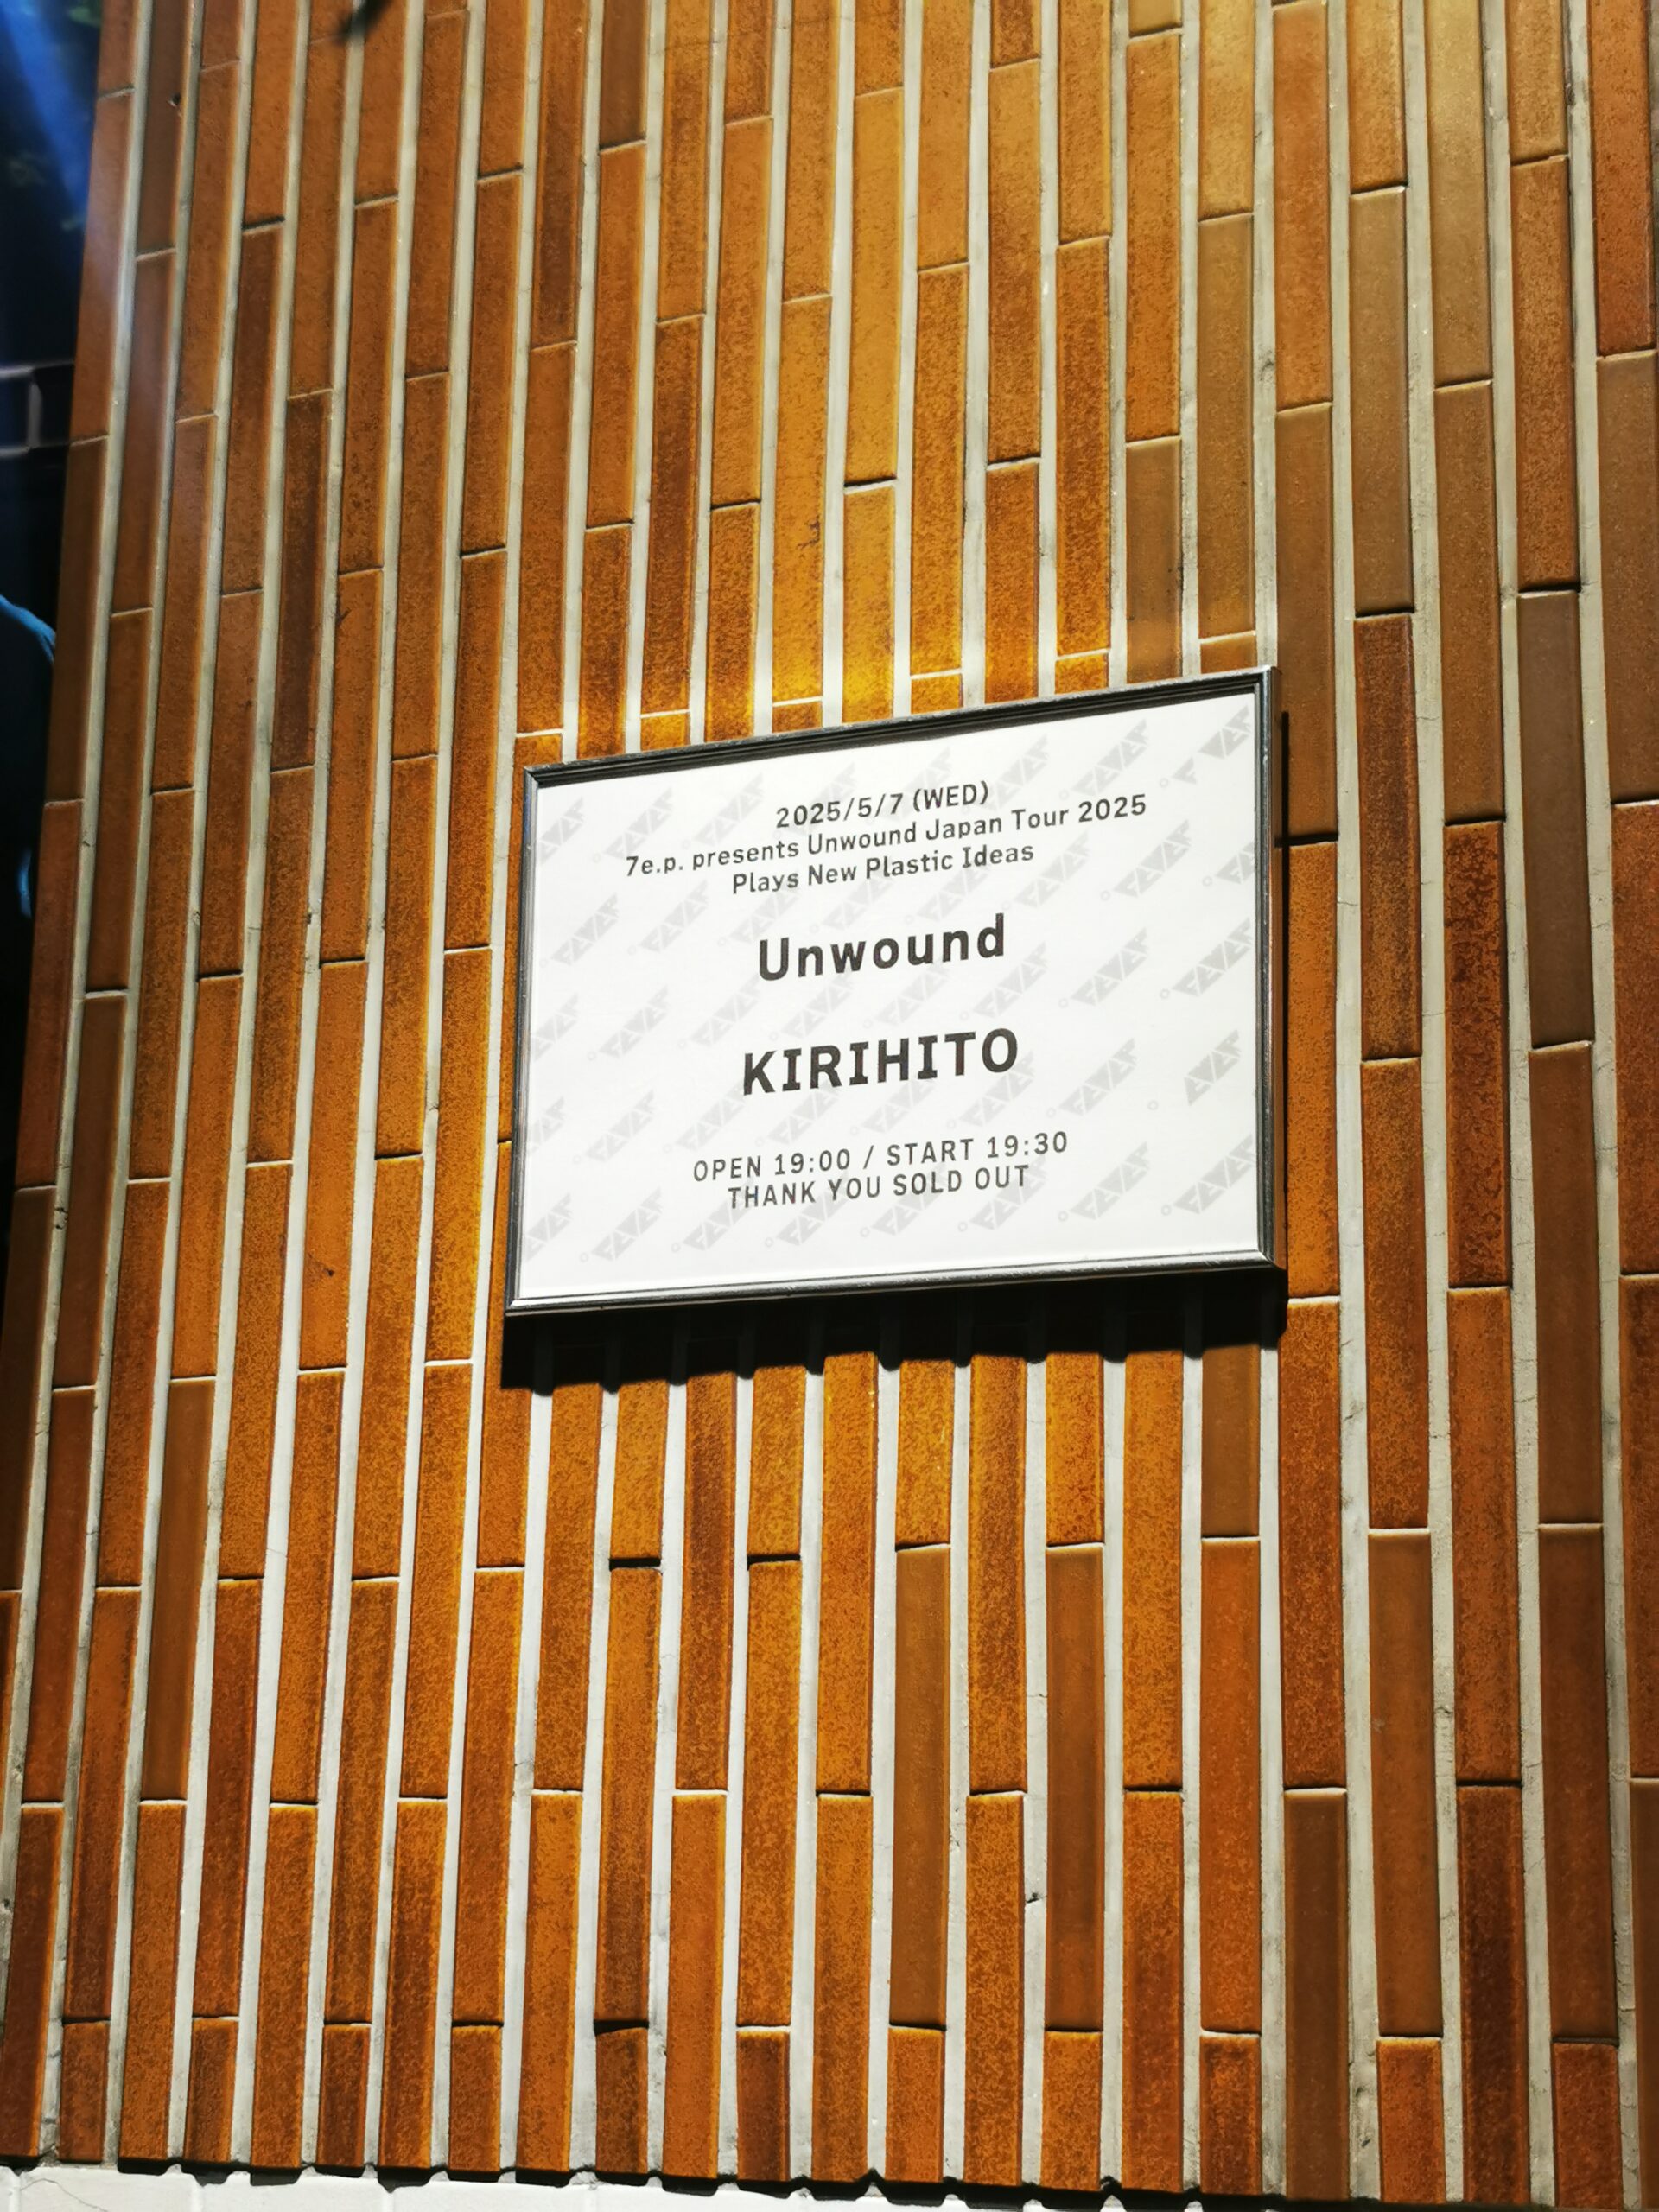 2025/5/7 (WED)
7e.p. presents Unwound Japan Tour 2025
Plays New Plastic Ideas
Unwound
KIRIHITO
OPEN 19:00 / START 19:30
THANK YOU SOLD OUT